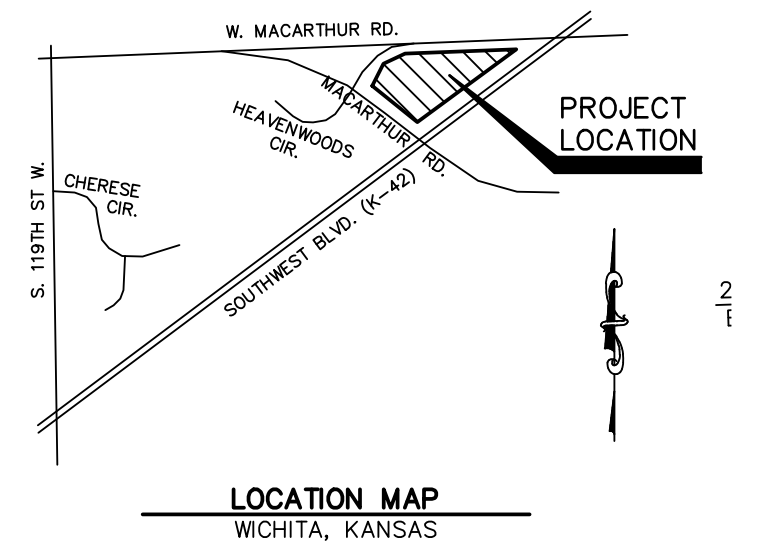 W. MACARTHUR RD.
MACARTHUR RD.
HEAVENWOODS
CIR.
PROJECT
LOCATION
CHERESE
CIR.
S. 119TH ST W.
SOUTHWEST BLVD. (K-42)
2
LOCATION MAP
WICHITA, KANSAS